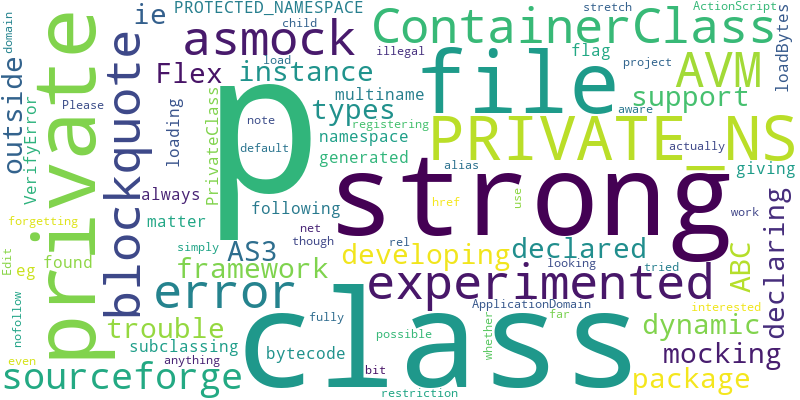 PROTECTED_NAMESPACE
child
stretch
ActionScript
domain
private
blockquote
ie
asmock
ContainerClass
illegal
flag
loadBytes
Flex
load
file
project
AVM
outside
Please
instance
multiname
support
aware
VerifyError
loading
PrivateClass
p
note
types
registering
PRIVATE_NS
default
namespace
actually
generated
strong
alias
giving
always
following
href
use
work
forgetting
matter
net
though
rel
declared
declaring
Edit
eg
found
simply
AS3
developing
looking
tried
ABC
framework
experimented
nofollow
error
class
ApplicationDomain
far
interested
even
trouble
fully
possible
whether
dynamic
subclassing
bytecode
mocking
sourceforge
anything
bit
restriction
package